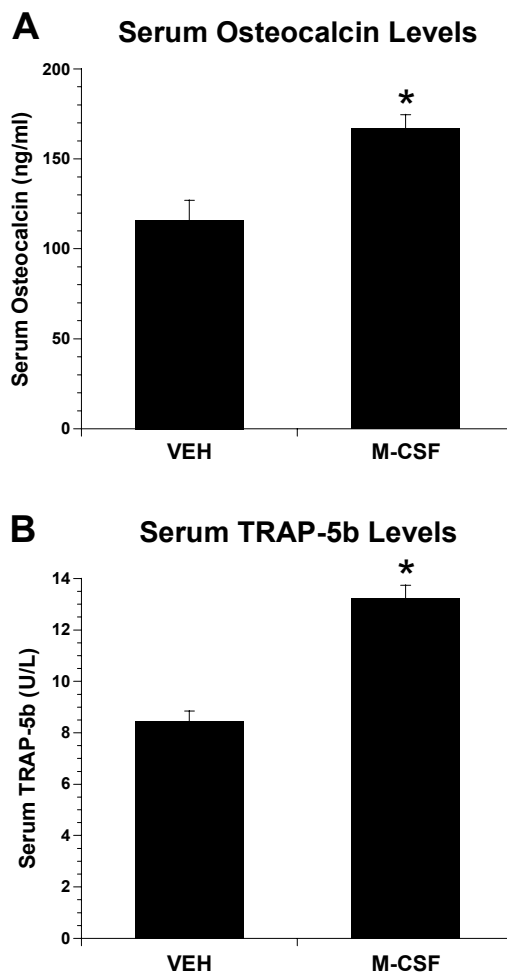 A Serum Osteocalcin Levels
Serum Osteocalcin (ng/ml)
200
150
100
50
0
*
VEH M-CSF
B Serum TRAP-5b Levels
Serum TRAP-5b (U/L)
14
12
10
8
6
4
2
0
*
VEH M-CSF